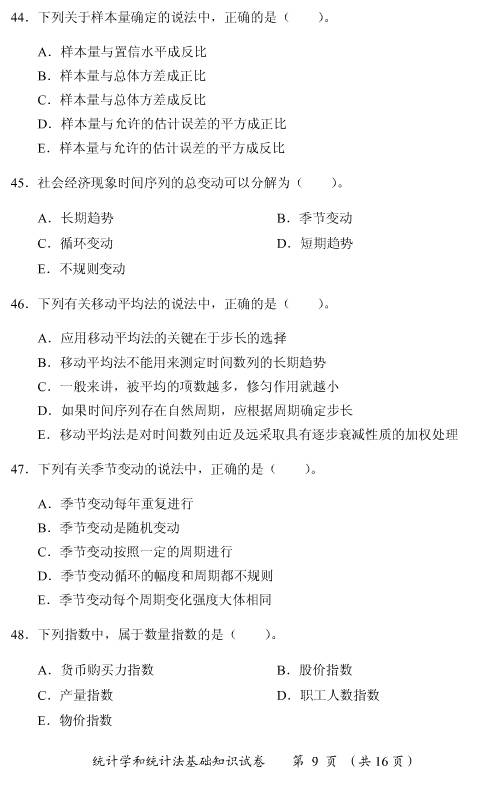 44．下列关于样本量确定的说法中，正确的是（　　）。
A．样本量与置信水平成反比
B．样本量与总体方差成正比
C．样本量与总体方差成反比
D．样本量与允许的估计误差的平方成正比
E．样本量与允许的估计误差的平方成反比
45．社会经济现象时间序列的总变动可以分解为（　　）。
A．长期趋势　　B．季节变动
C．循环变动　　D．短期趋势
E．不规则变动
46．下列有关移动平均法的说法中，正确的是（　　）。
A．应用移动平均法的关键在于步长的选择
B．移动平均法不能用来测定时间数列的长期趋势
C．一般来讲，被平均的项数越多，修匀作用就越小
D．如果时间序列存在自然周期，应根据周期确定步长
E．移动平均法是对时间数列由近及远采取具有逐步衰减性质的加权处理
47．下列有关季节变动的说法中，正确的是（　　）。
A．季节变动每年重复进行
B．季节变动是随机变动
C．季节变动按照一定的周期进行
D．季节变动循环的幅度和周期都不规则
E．季节变动每个周期变化强度大体相同
48．下列指数中，属于数量指数的是（　　）。
A．货币购买力指数　　B．股价指数
C．产量指数　　D．职工人数指数
E．物价指数
统计学和统计法基础知识试卷　　第 9 页 （共 16 页）